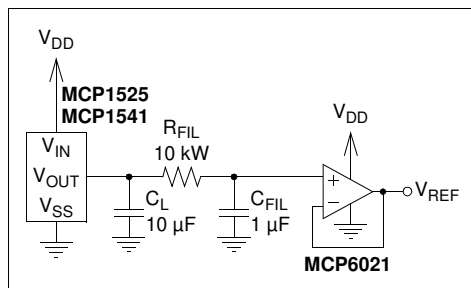 VDD
MCP1525
MCP1541
VIN
VOUT
VSS
RFIL
10 kW
CL
10 µF
CFIL
1 µF
VDD
+
−
VREF
MCP6021